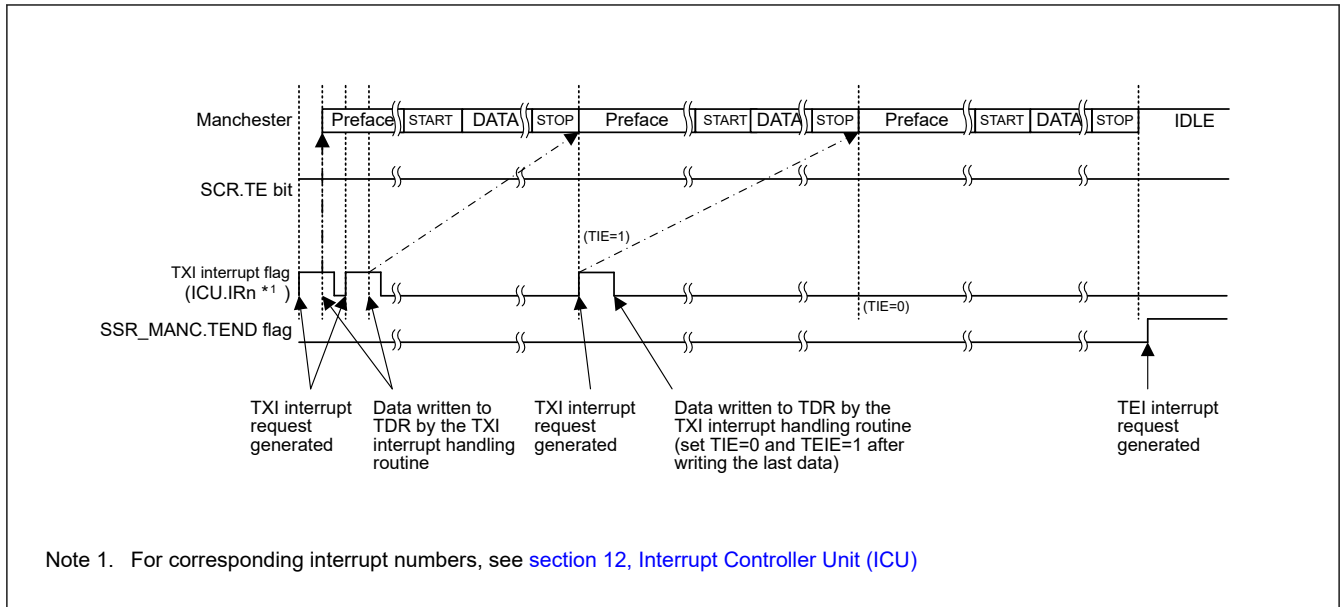 Manchester
Preface
START
DATA
STOP
Preface
START
DATA
STOP
Preface
START
DATA
STOP
IDLE
SCR.TE bit
(TIE=1)
TXI interrupt flag
(ICU.IRn *1 )
(TIE=0)
SSR_MANC.TEND flag
TXI interrupt
request
generated
Data written to
TDR by the TXI
interrupt handling
routine
TXI interrupt
request
generated
Data written to TDR by the
TXI interrupt handling routine
(set TIE=0 and TEIE=1 after
writing the last data)
TEI interrupt
request
generated
Note 1. For corresponding interrupt numbers, see section 12, Interrupt Controller Unit (ICU)